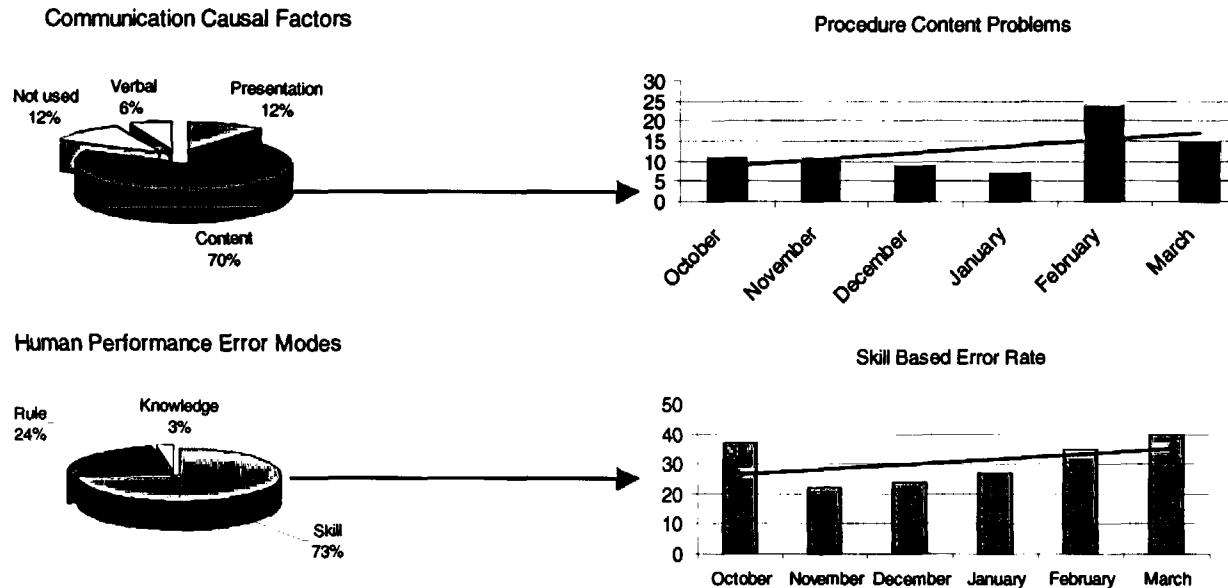 Communication Causal Factors
Not used
12%
Verbal
6%
Presentation
12%
Content
70%
Procedure Content Problems
30
25
20
15
10
5
0
October
November
December
January
February
March
Human Performance Error Modes
Rule
24%
Knowledge
3%
Skill
73%
Skill Based Error Rate
50
40
30
20
10
0
October November December January February March